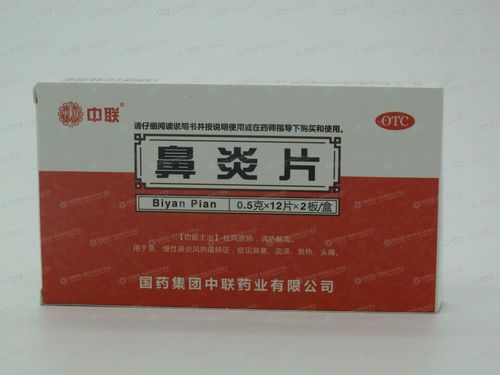 中联®
请仔细阅读说明书并按说明使用或在药师指导下购买和使用。
OTC
鼻炎片
Biyan Pian
0.5克×12片×2板/盒
【功能主治】祛风宣肺，清热解毒。
用于急、慢性鼻炎风热蕴肺证，症见鼻塞、流涕、发热、头痛。
国药集团中联药业有限公司